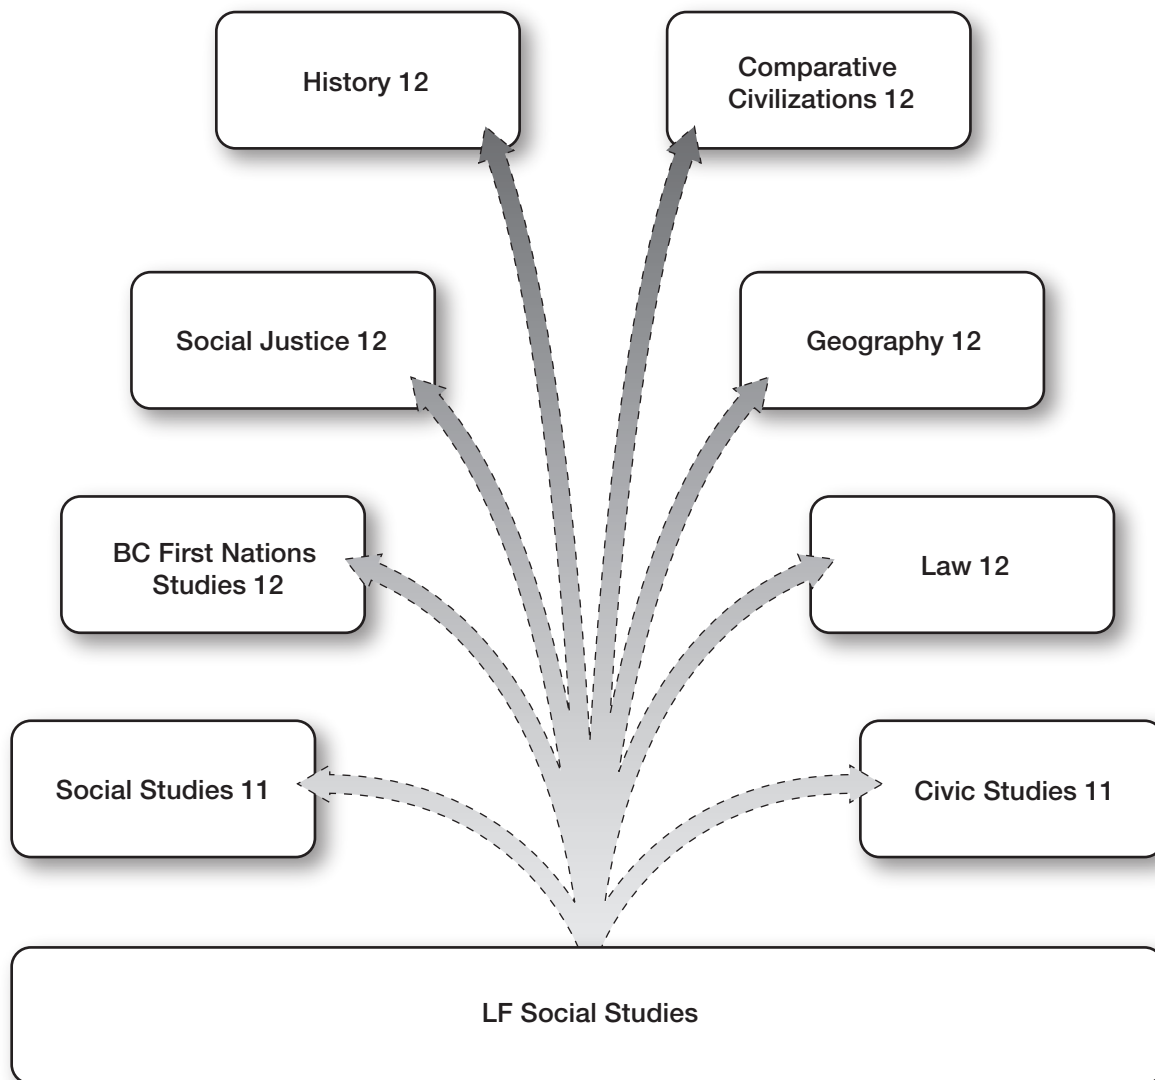 History 12
Comparative
Civilizations 12
Social Justice 12
Geography 12
BC First Nations
Studies 12
Law 12
Social Studies 11
Civic Studies 11
LF Social Studies